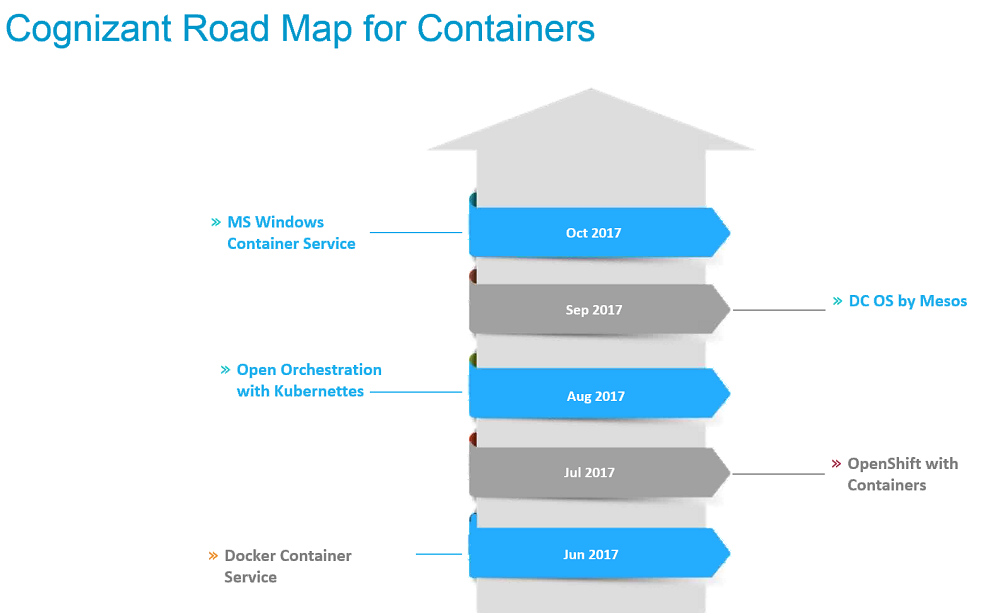 Cognizant Road Map for Containers
» MS Windows
Container Service
Oct 2017
Sep 2017
» DC OS by Mesos
» Open Orchestration
with Kubernettes
Aug 2017
Jul 2017
» OpenShift with
Containers
» Docker Container
Service
Jun 2017